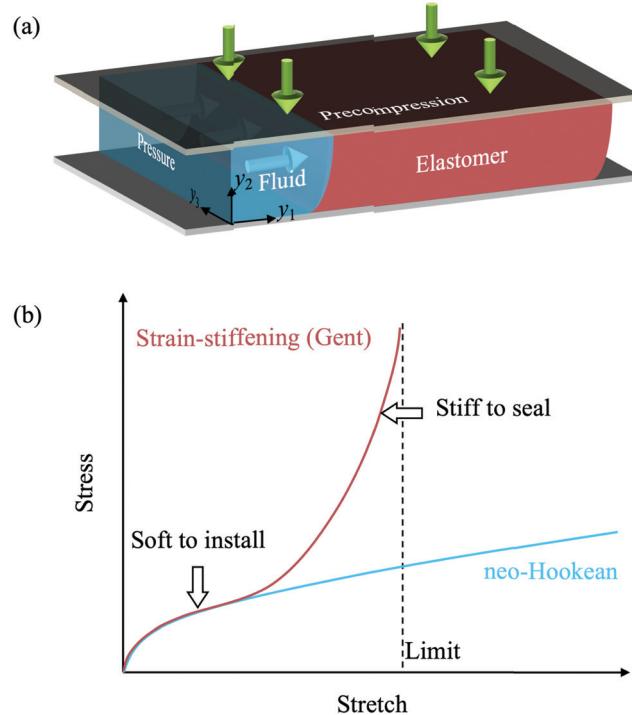 (a)
Precompression
Pressure
Fluid
Elastomer
y2
y3
y1
(b)
Strain-stiffening (Gent)
Stiff to seal
Soft to install
neo-Hookean
Limit
Stress
Stretch